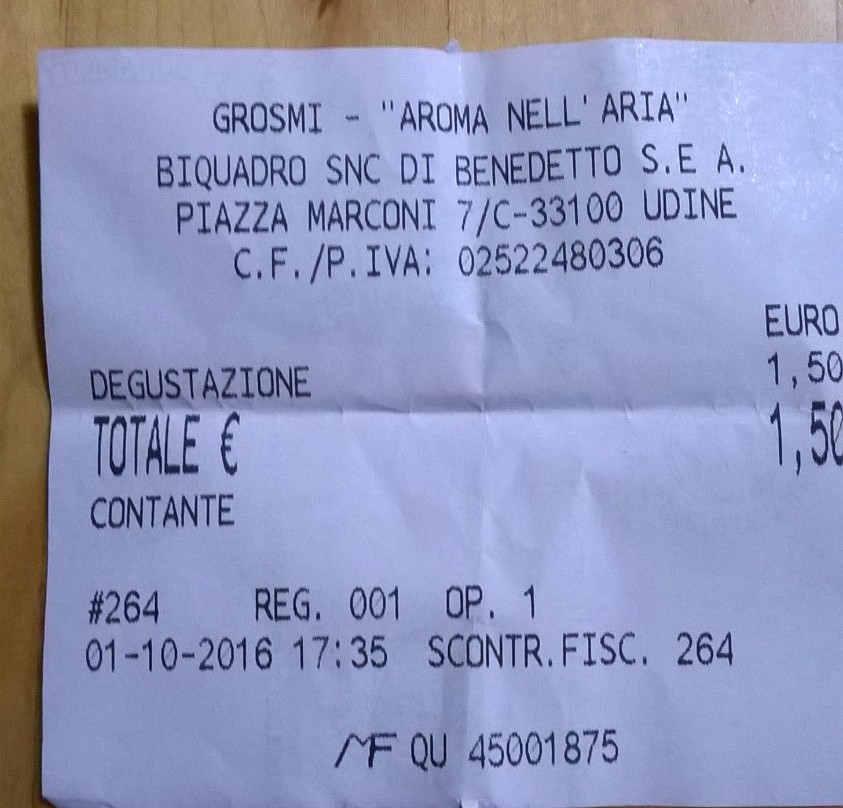 GROSMI - "AROMA NELL'ARIA"
BIQUADRO SNC DI BENEDETTO S.E A.
PIAZZA MARCONI 7/C-33100 UDINE
C.F./P.IVA: 02522480306
EURO
DEGUSTAZIONE 1,50
TOTALE € 1,50
CONTANTE
#264 REG. 001 OP. 1
01-10-2016 17:35 SCONTR.FISC. 264
MF QU 45001875